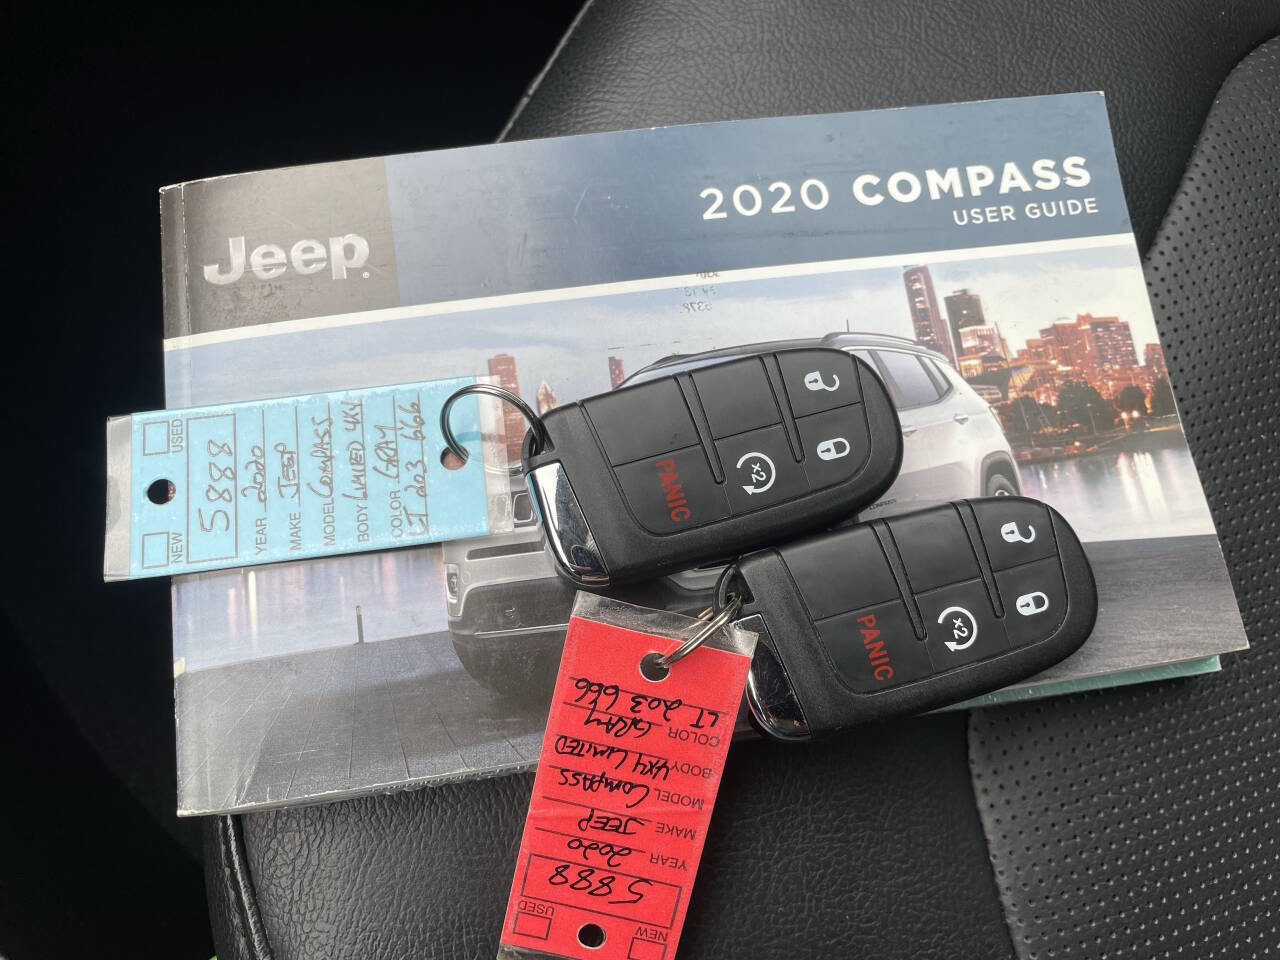 Jeep®
2020 COMPASS
USER GUIDE
USED
NEW
5888
YEAR 2020
MAKE JEEP
MODEL COMPASS
BODY LIMITED 4X4
COLOR GRAY
LT 203 666
PANIC
x2
PANIC
x2
NEW
USED
5888
YEAR 2020
MAKE JEEP
MODEL COMPASS
BODY 4X4 LIMITED
COLOR GRAY
LT 203 666